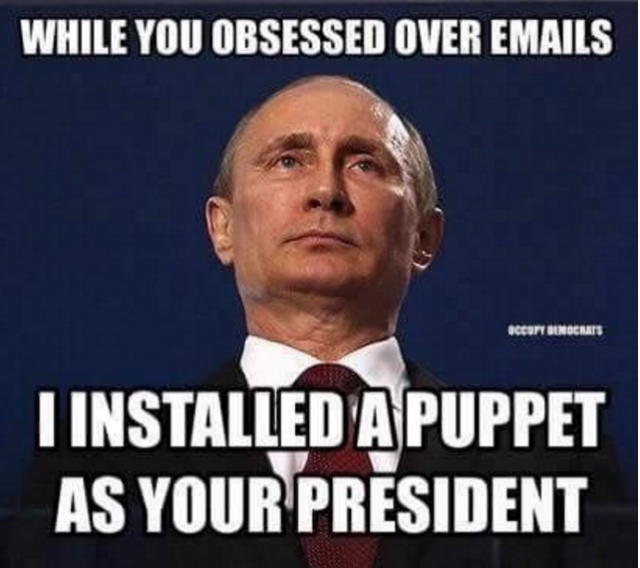 WHILE YOU OBSESSED OVER EMAILS
OCCUPY DEMOCRATS
I INSTALLED A PUPPET
AS YOUR PRESIDENT